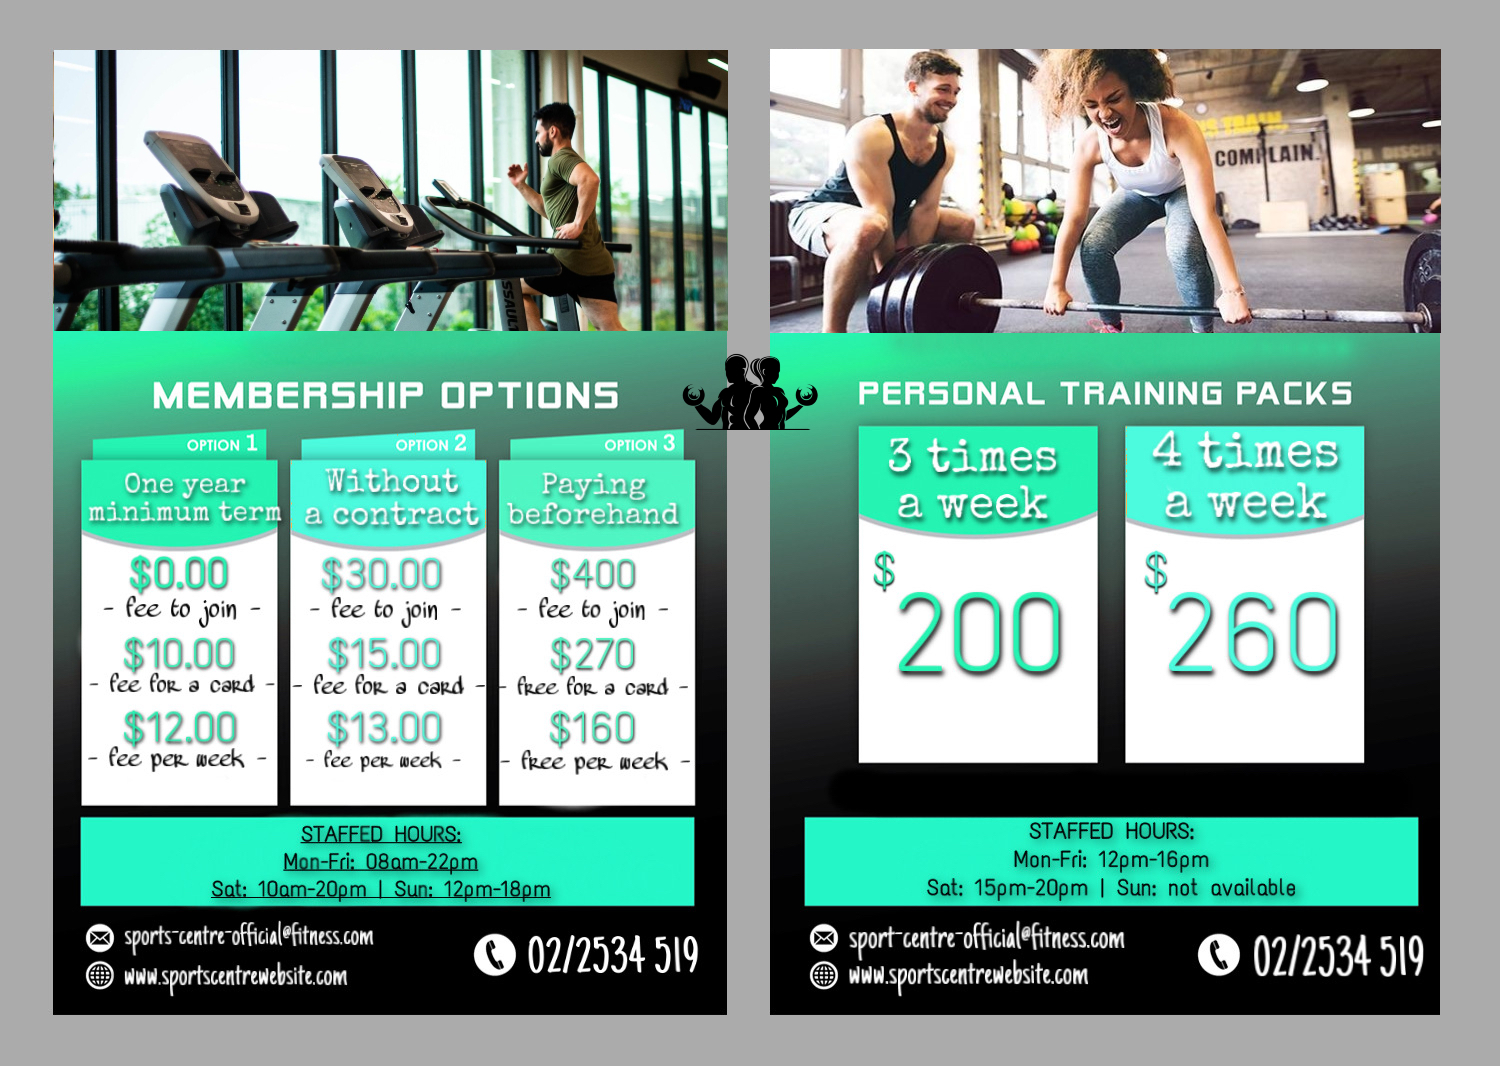 SSAULT
MEMBERSHIP OPTIONS
OPTION 1
One year
minimum term
$0.00
- fee to join -
$10.00
- fee for a card -
$12.00
- fee per week -
OPTION 2
Without
a contract
$30.00
- fee to join -
$15.00
- fee for a card -
$13.00
- fee per week -
OPTION 3
Paying
beforehand
$400
- fee to join -
$270
- free for a card -
$160
- free per week -
STAFFED HOURS:
Mon-Fri: 08am-22pm
Sat: 10am-20pm | Sun: 12pm-18pm
sports-centre-official@fitness.com
www.sportscentrewebsite.com
02/2534 519
TRAIN.
COMPLAIN.
PERSONAL TRAINING PACKS
3 times
a week
$
200
4 times
a week
$
260
STAFFED HOURS:
Mon-Fri: 12pm-16pm
Sat: 15pm-20pm | Sun: not available
sport-centre-official@fitness.com
www.sportscentrewebsite.com
02/2534 519